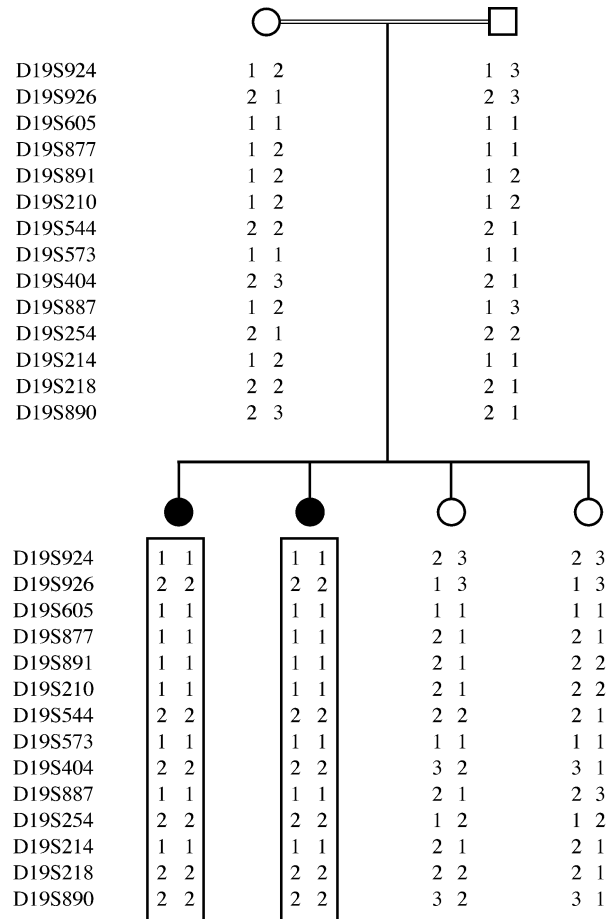 D19S924 1 2 1 3
D19S926 2 1 2 3
D19S605 1 1 1 1
D19S877 1 2 1 1
D19S891 1 2 1 2
D19S210 1 2 1 2
D19S544 2 2 2 1
D19S573 1 1 1 1
D19S404 2 3 2 1
D19S887 1 2 1 3
D19S254 2 1 2 2
D19S214 1 2 1 1
D19S218 2 2 2 1
D19S890 2 3 2 1
D19S924 1 1 1 1 2 3 2 3
D19S926 2 2 2 2 1 3 1 3
D19S605 1 1 1 1 1 1 1 1
D19S877 1 1 1 1 2 1 2 1
D19S891 1 1 1 1 2 1 2 2
D19S210 1 1 1 1 2 1 2 2
D19S544 2 2 2 2 2 2 2 1
D19S573 1 1 1 1 1 1 1 1
D19S404 2 2 2 2 3 2 3 1
D19S887 1 1 1 1 2 1 2 3
D19S254 2 2 2 2 1 2 1 2
D19S214 1 1 1 1 2 1 2 1
D19S218 2 2 2 2 2 2 2 1
D19S890 2 2 2 2 3 2 3 1